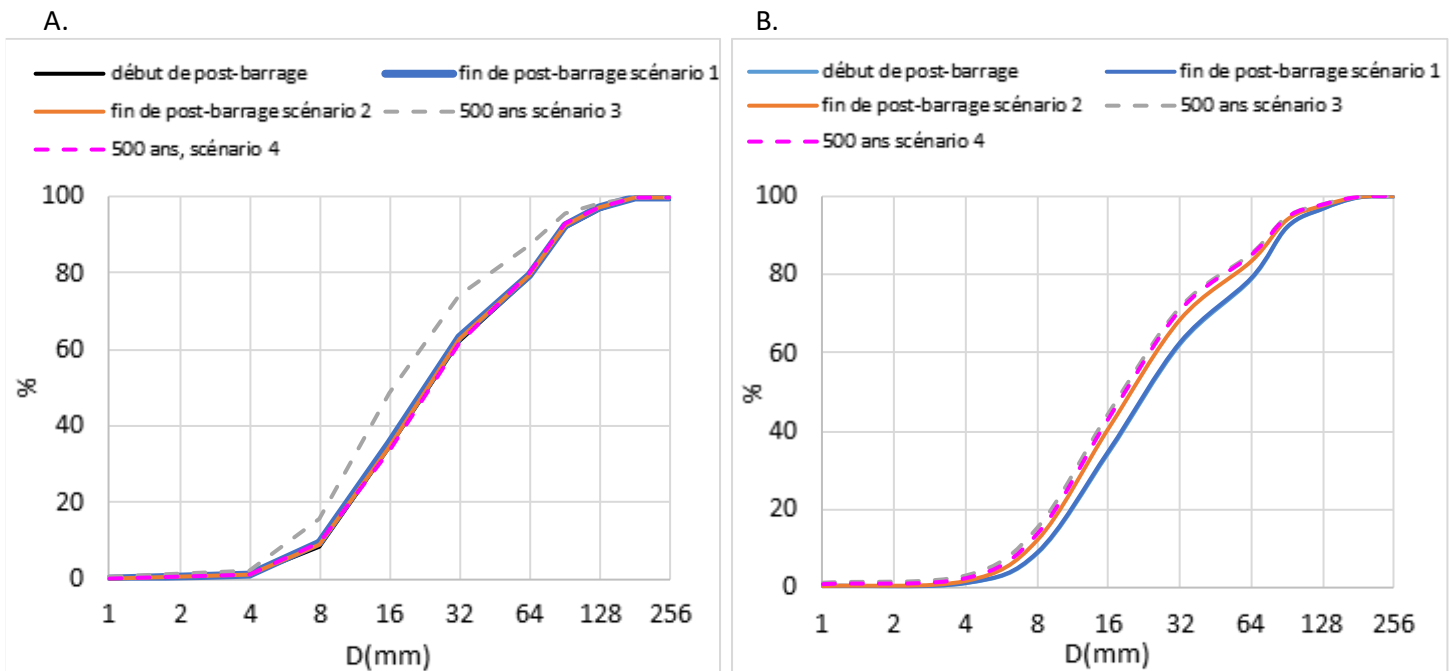 A.
début de post-barrage
fin de post-barrage scénario 1
fin de post-barrage scénario 2
500 ans scénario 3
500 ans, scénario 4
100
80
60
40
20
0
%
1 2 4 8 16 32 64 128 256
D(mm)
B.
début de post-barrage
fin de post-barrage scénario 1
fin de post-barrage scénario 2
500 ans scénario 3
500 ans scénario 4
100
80
60
40
20
0
%
1 2 4 8 16 32 64 128 256
D(mm)